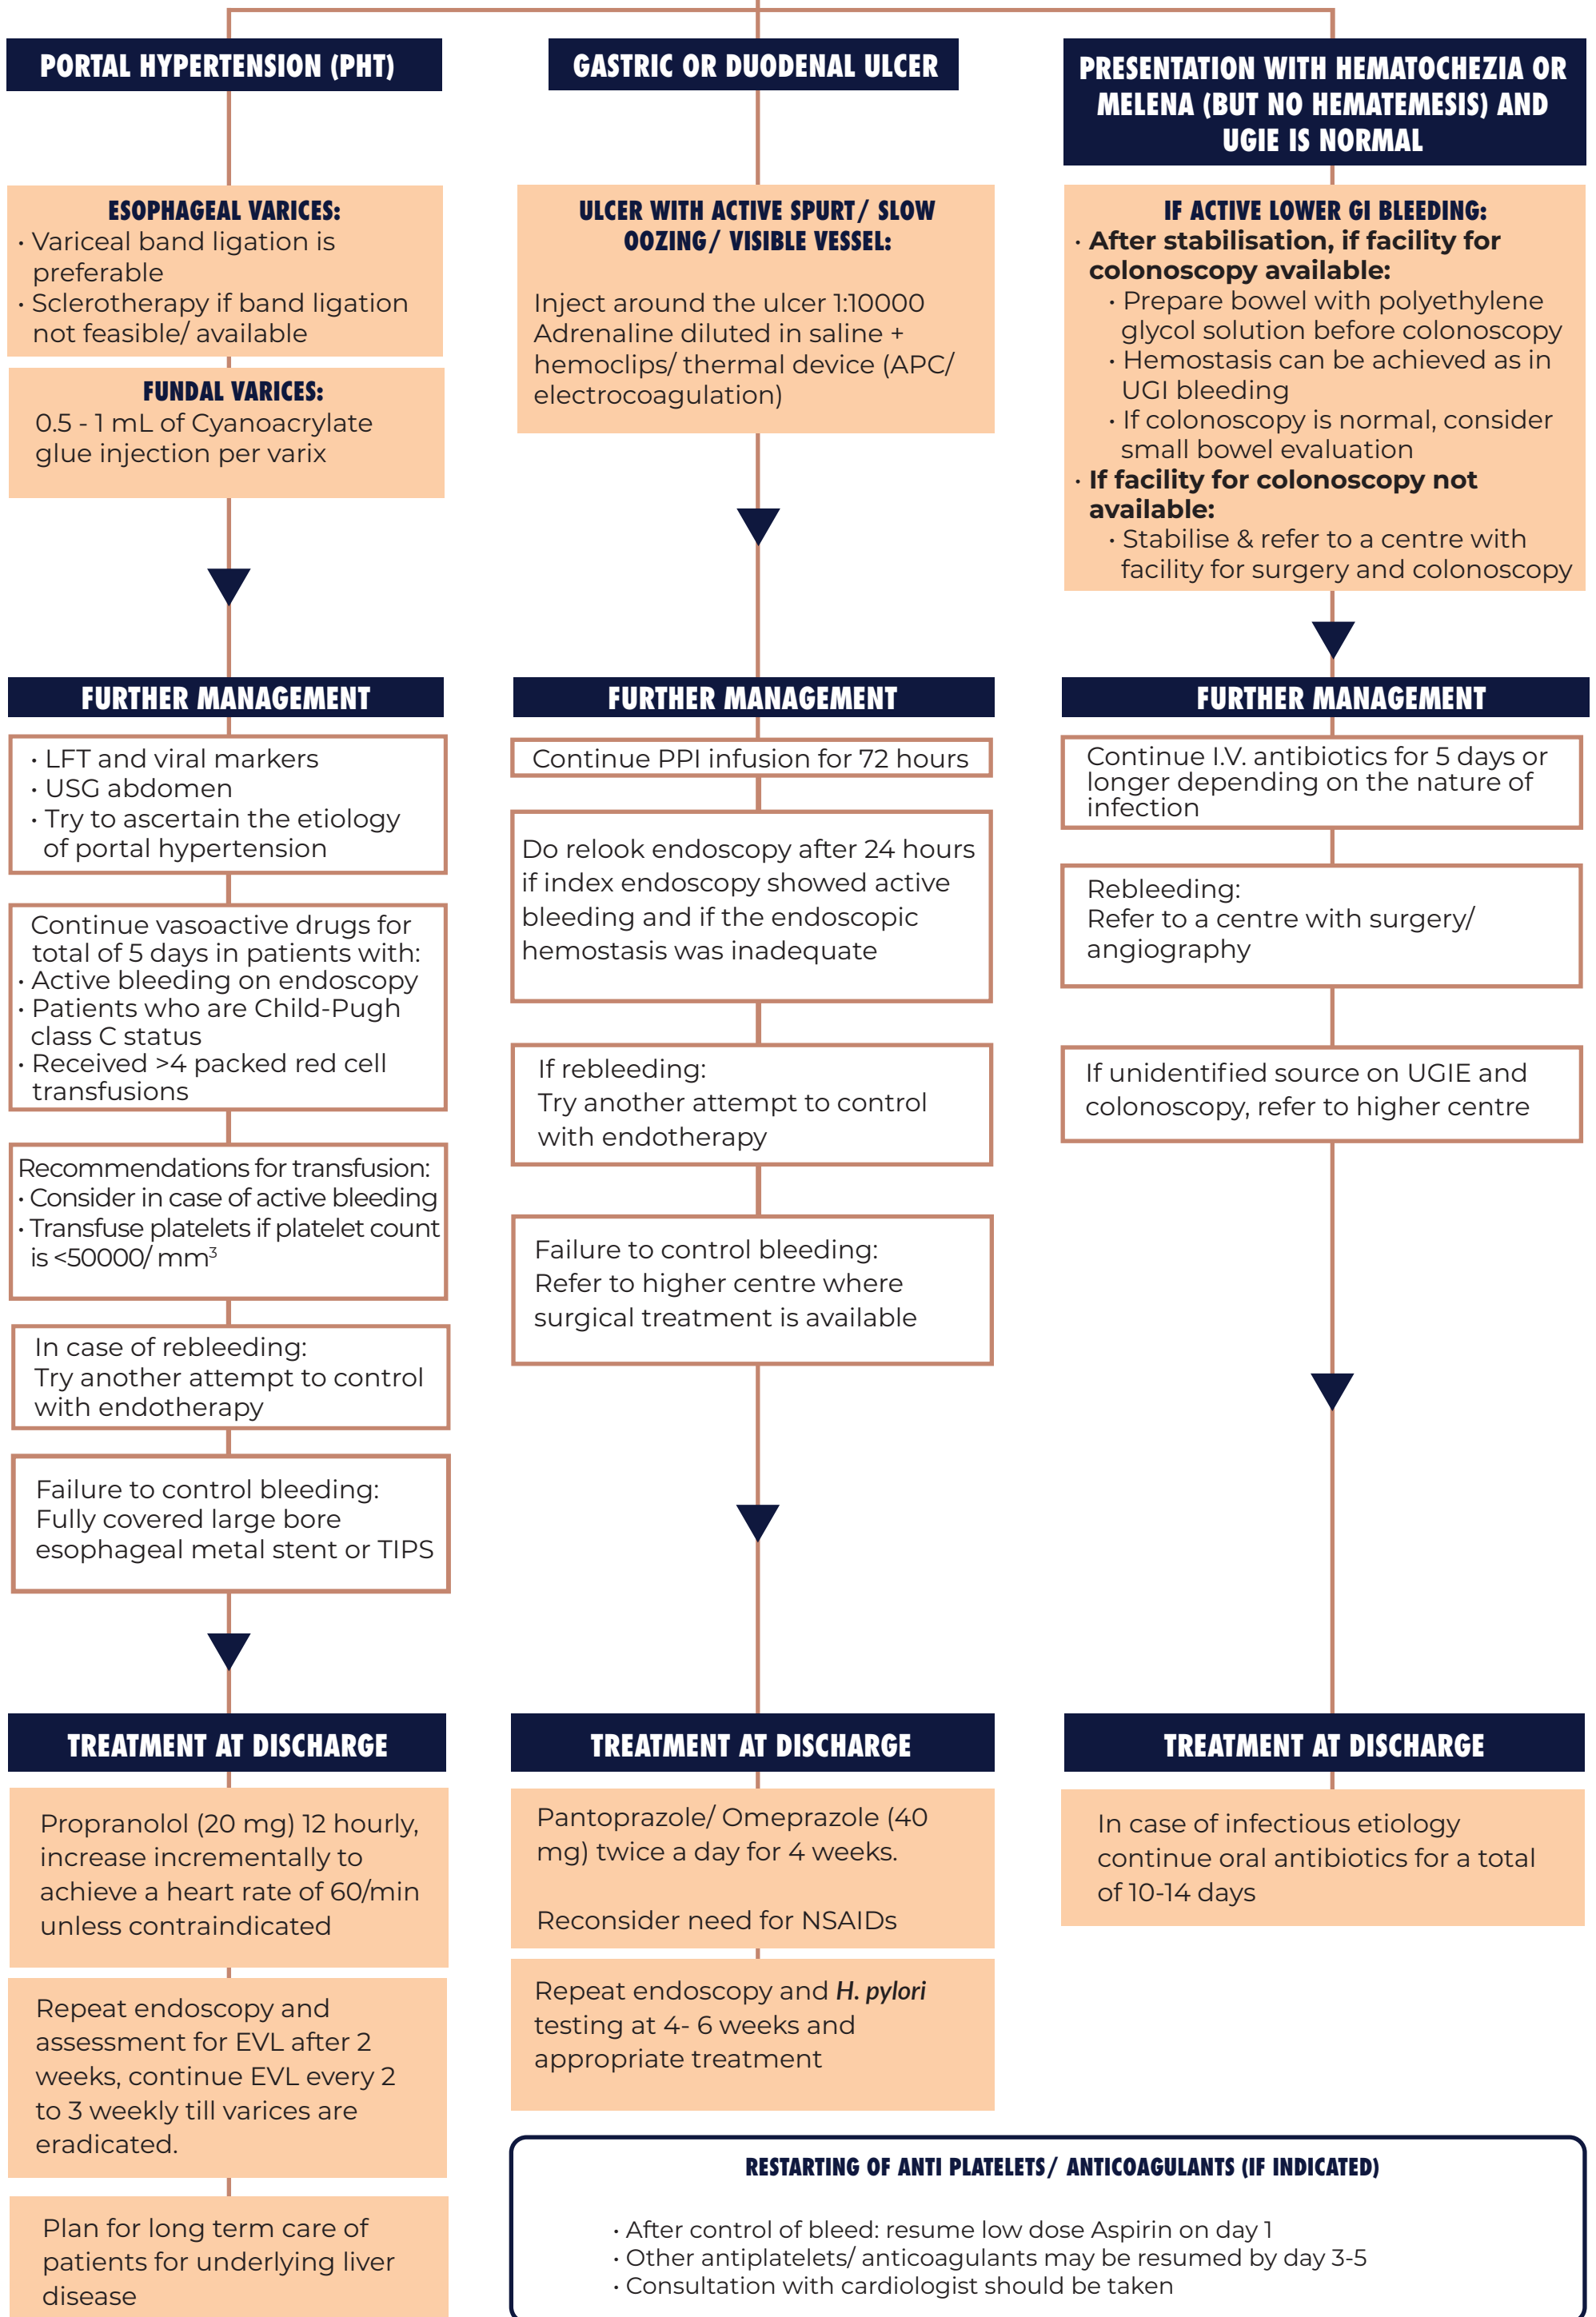 PORTAL HYPERTENSION (PHT)
ESOPHAGEAL VARICES:
· Variceal band ligation is
preferable
· Sclerotherapy if band ligation
not feasible/ available
FUNDAL VARICES:
0.5 - 1 mL of Cyanoacrylate
glue injection per varix
FURTHER MANAGEMENT
· LFT and viral markers
· USG abdomen
· Try to ascertain the etiology
of portal hypertension
Continue vasoactive drugs for
total of 5 days in patients with:
· Active bleeding on endoscopy
· Patients who are Child-Pugh
class C status
· Received >4 packed red cell
transfusions
Recommendations for transfusion:
· Consider in case of active bleeding
· Transfuse platelets if platelet count
is <50000/ mm³
In case of rebleeding:
Try another attempt to control
with endotherapy
Failure to control bleeding:
Fully covered large bore
esophageal metal stent or TIPS
TREATMENT AT DISCHARGE
Propranolol (20 mg) 12 hourly,
increase incrementally to
achieve a heart rate of 60/min
unless contraindicated
Repeat endoscopy and
assessment for EVL after 2
weeks, continue EVL every 2
to 3 weekly till varices are
eradicated.
Plan for long term care of
patients for underlying liver
disease
GASTRIC OR DUODENAL ULCER
ULCER WITH ACTIVE SPURT/ SLOW
OOZING/ VISIBLE VESSEL:
Inject around the ulcer 1:10000
Adrenaline diluted in saline +
hemoclips/ thermal device (APC/
electrocoagulation)
FURTHER MANAGEMENT
Continue PPI infusion for 72 hours
Do relook endoscopy after 24 hours
if index endoscopy showed active
bleeding and if the endoscopic
hemostasis was inadequate
If rebleeding:
Try another attempt to control
with endotherapy
Failure to control bleeding:
Refer to higher centre where
surgical treatment is available
TREATMENT AT DISCHARGE
Pantoprazole/ Omeprazole (40
mg) twice a day for 4 weeks.
Reconsider need for NSAIDs
Repeat endoscopy and H. pylori
testing at 4- 6 weeks and
appropriate treatment
PRESENTATION WITH HEMATOCHEZIA OR
MELENA (BUT NO HEMATEMESIS) AND
UGIE IS NORMAL
IF ACTIVE LOWER GI BLEEDING:
· After stabilisation, if facility for
colonoscopy available:
· Prepare bowel with polyethylene
glycol solution before colonoscopy
· Hemostasis can be achieved as in
UGI bleeding
· If colonoscopy is normal, consider
small bowel evaluation
· If facility for colonoscopy not
available:
· Stabilise & refer to a centre with
facility for surgery and colonoscopy
FURTHER MANAGEMENT
Continue I.V. antibiotics for 5 days or
longer depending on the nature of
infection
Rebleeding:
Refer to a centre with surgery/
angiography
If unidentified source on UGIE and
colonoscopy, refer to higher centre
TREATMENT AT DISCHARGE
In case of infectious etiology
continue oral antibiotics for a total
of 10-14 days
RESTARTING OF ANTI PLATELETS/ ANTICOAGULANTS (IF INDICATED)
· After control of bleed: resume low dose Aspirin on day 1
· Other antiplatelets/ anticoagulants may be resumed by day 3-5
· Consultation with cardiologist should be taken